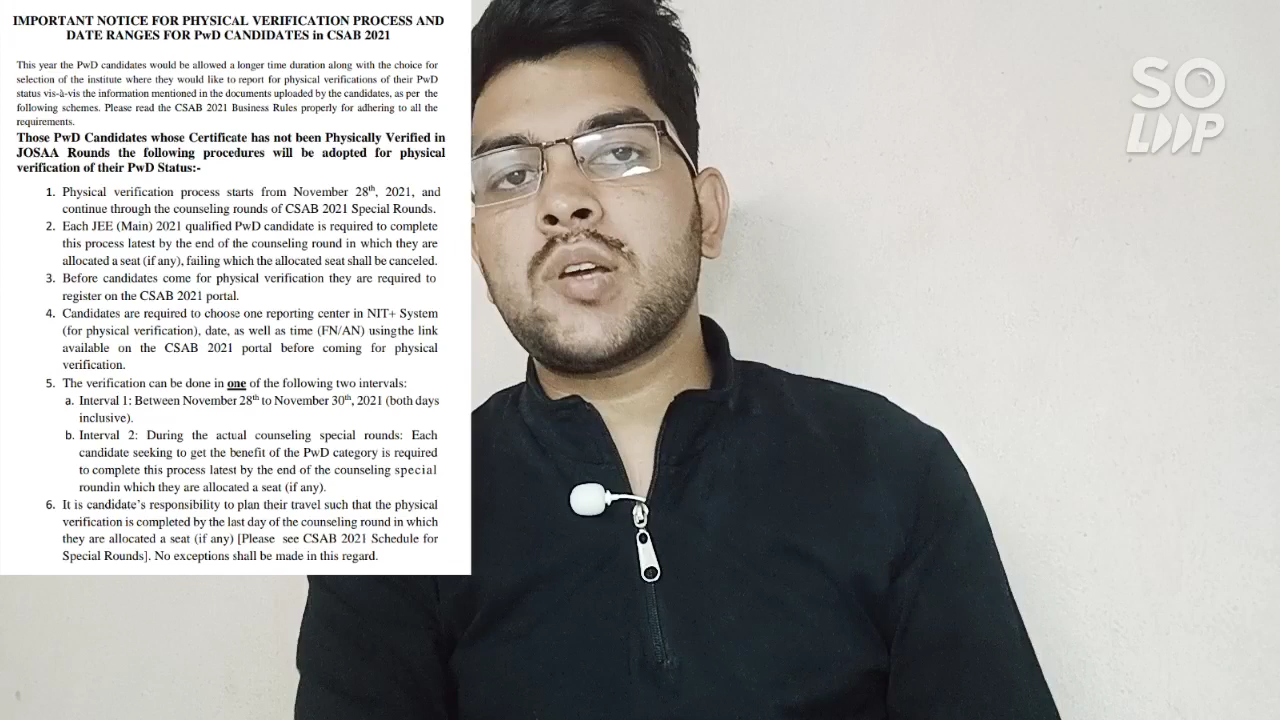 IMPORTANT NOTICE FOR PHYSICAL VERIFICATION PROCESS AND
DATE RANGES FOR PwD CANDIDATES in CSAB 2021
This year the PwD candidates would be allowed a longer time duration along with the choice for
selection of the institute where they would like to report for physical verifications of their PwD
status vis-à-vis the information mentioned in the documents uploaded by the candidates, as per the
following schemes. Please read the CSAB 2021 Business Rules properly for adhering to all the
requirements.
Those PwD Candidates whose Certificate has not been Physically Verified in
JOSAA Rounds the following procedures will be adopted for physical
verification of their PwD Status:-
1. Physical verification process starts from November 28th, 2021, and
continue through the counseling rounds of CSAB 2021 Special Rounds.
2. Each JEE (Main) 2021 qualified PwD candidate is required to complete
this process latest by the end of the counseling round in which they are
allocated a seat (if any), failing which the allocated seat shall be canceled.
3. Before candidates come for physical verification they are required to
register on the CSAB 2021 portal.
4. Candidates are required to choose one reporting center in NIT+ System
(for physical verification), date, as well as time (FN/AN) usingthe link
available on the CSAB 2021 portal before coming for physical
verification.
5. The verification can be done in one of the following two intervals:
a. Interval 1: Between November 28th to November 30th, 2021 (both days
inclusive).
b. Interval 2: During the actual counseling special rounds: Each
candidate seeking to get the benefit of the PwD category is required
to complete this process latest by the end of the counseling special
roundin which they are allocated a seat (if any).
6. It is candidate's responsibility to plan their travel such that the physical
verification is completed by the last day of the counseling round in which
they are allocated a seat (if any) [Please see CSAB 2021 Schedule for
Special Rounds]. No exceptions shall be made in this regard.
SO
LOOP